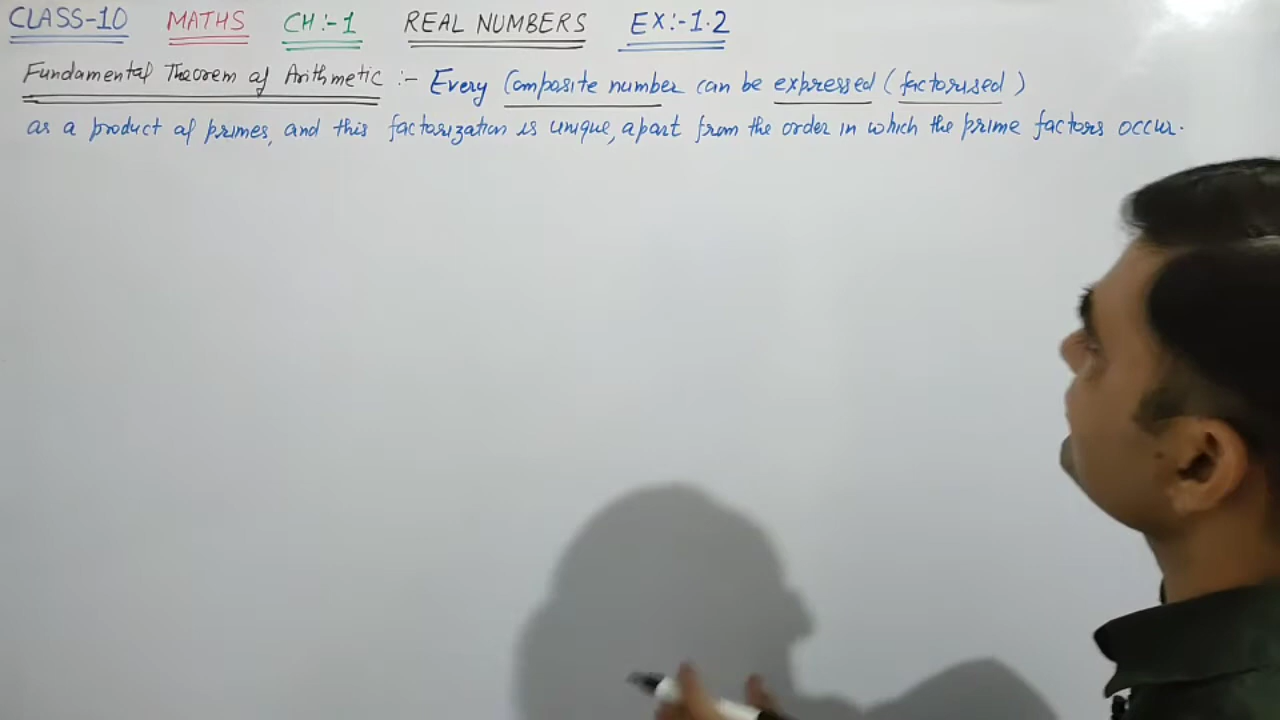 CLASS-10 MATHS CH:-1 REAL NUMBERS EX:-1.2
Fundamental Theorem of Arithmetic :- Every Composite number can be expressed (factorised)
as a product of primes, and this factorization is unique, apart from the order in which the prime factors occur.